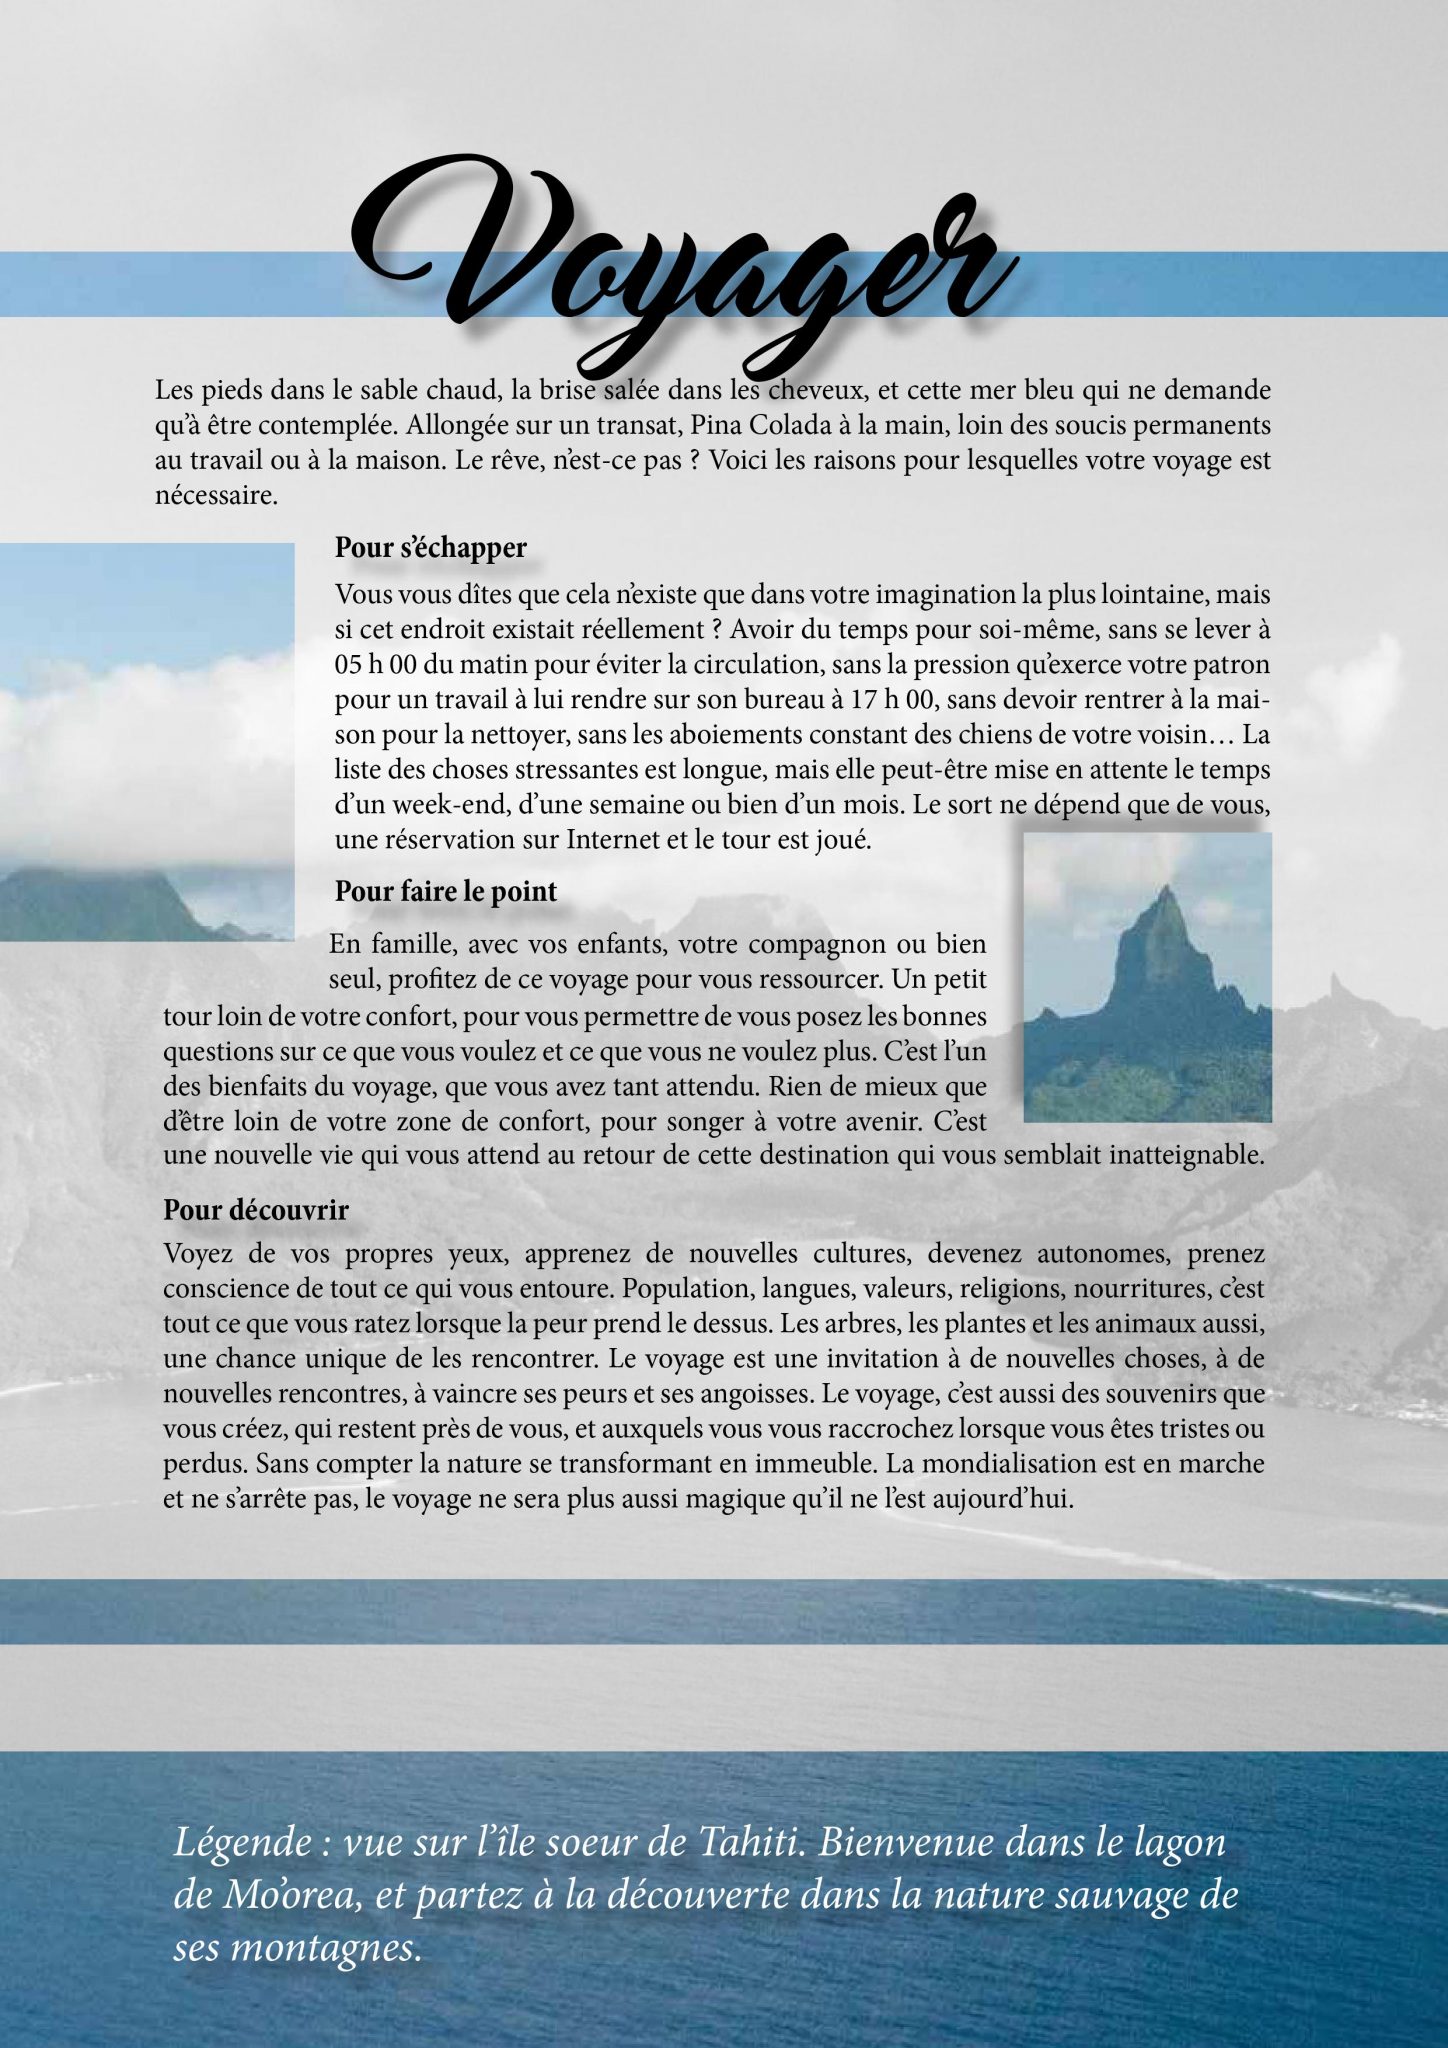 Voyager
Les pieds dans le sable chaud, la brise salée dans les cheveux, et cette mer bleu qui ne demande
qu'à être contemplée. Allongée sur un transat, Pina Colada à la main, loin des soucis permanents
au travail ou à la maison. Le rêve, n'est-ce pas ? Voici les raisons pour lesquelles votre voyage est
nécessaire.
Pour s'échapper
Vous vous dîtes que cela n'existe que dans votre imagination la plus lointaine, mais
si cet endroit existait réellement ? Avoir du temps pour soi-même, sans se lever à
05 h 00 du matin pour éviter la circulation, sans la pression qu'exerce votre patron
pour un travail à lui rendre sur son bureau à 17 h 00, sans devoir rentrer à la mai-
son pour la nettoyer, sans les aboiements constant des chiens de votre voisin… La
liste des choses stressantes est longue, mais elle peut-être mise en attente le temps
d'un week-end, d'une semaine ou bien d'un mois. Le sort ne dépend que de vous,
une réservation sur Internet et le tour est joué.
Pour faire le point
En famille, avec vos enfants, votre compagnon ou bien
seul, profitez de ce voyage pour vous ressourcer. Un petit
tour loin de votre confort, pour vous permettre de vous posez les bonnes
questions sur ce que vous voulez et ce que vous ne voulez plus. C'est l'un
des bienfaits du voyage, que vous avez tant attendu. Rien de mieux que
d'être loin de votre zone de confort, pour songer à votre avenir. C'est
une nouvelle vie qui vous attend au retour de cette destination qui vous semblait inatteignable.
Pour découvrir
Voyez de vos propres yeux, apprenez de nouvelles cultures, devenez autonomes, prenez
conscience de tout ce qui vous entoure. Population, langues, valeurs, religions, nourritures, c'est
tout ce que vous ratez lorsque la peur prend le dessus. Les arbres, les plantes et les animaux aussi,
une chance unique de les rencontrer. Le voyage est une invitation à de nouvelles choses, à de
nouvelles rencontres, à vaincre ses peurs et ses angoisses. Le voyage, c'est aussi des souvenirs que
vous créez, qui restent près de vous, et auxquels vous vous raccrochez lorsque vous êtes tristes ou
perdus. Sans compter la nature se transformant en immeuble. La mondialisation est en marche
et ne s'arrête pas, le voyage ne sera plus aussi magique qu'il ne l'est aujourd'hui.
Légende : vue sur l'île soeur de Tahiti. Bienvenue dans le lagon
de Mo'orea, et partez à la découverte dans la nature sauvage de
ses montagnes.